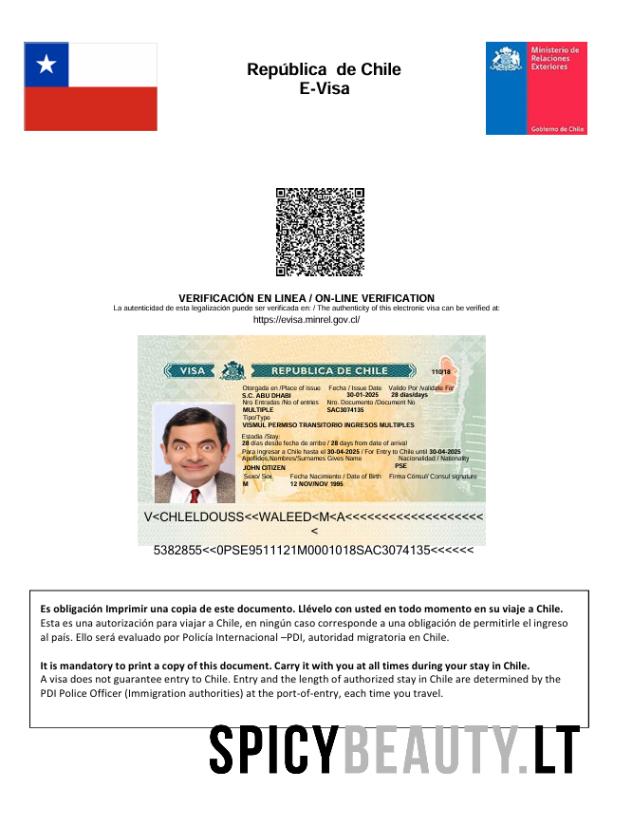 República de Chile
E-Visa
Ministerio de
Relaciones
Exteriores
Gobierno de Chile
VERIFICACIÓN EN LINEA / ON-LINE VERIFICATION
La autenticidad de esta legalización puede ser verificada en: / The authenticity of this electronic visa can be verified at:
https://evisa.minrel.gov.cl/
VISA REPUBLICA DE CHILE 110/18
Otorgada en /Place of Issue Fecha / Issue Date Valido Por /validate For
S.C. ABU DHABI 30-01-2025 28 días/days
Nro Entradas /No of entries Nro. Documento /Document No
MULTIPLE SAC3074135
Tipo/Type
VISMUL PERMISO TRANSITORIO INGRESOS MULTIPLES
Estadía /Stay:
28 días desde fecha de arribo / 28 days from date of arrival
Para ingresar a Chile hasta el 30-04-2025 / For Entry to Chile until 30-04-2025
Apellidos,Nombres/Surnames Gives Name Nacionalidad / Nationality
JOHN CITIZEN PSE
Sexo/ Sex Fecha Nacimiento / Date of Birth Firma Cónsul/ Consul signature
M 12 NOV/NOV 1995
V<CHLELDOUSS<<WALEED<M<A<<<<<<<<<<<<<<<<<<<
<
5382855<<0PSE9511121M0001018SAC3074135<<<<<<
Es obligación Imprimir una copia de este documento. Llévelo con usted en todo momento en su viaje a Chile.
Esta es una autorización para viajar a Chile, en ningún caso corresponde a una obligación de permitirle el ingreso
al país. Ello será evaluado por Policía Internacional –PDI, autoridad migratoria en Chile.
It is mandatory to print a copy of this document. Carry it with you at all times during your stay in Chile.
A visa does not guarantee entry to Chile. Entry and the length of authorized stay in Chile are determined by the
PDI Police Officer (Immigration authorities) at the port-of-entry, each time you travel.
SPICYBEAUTY.LT